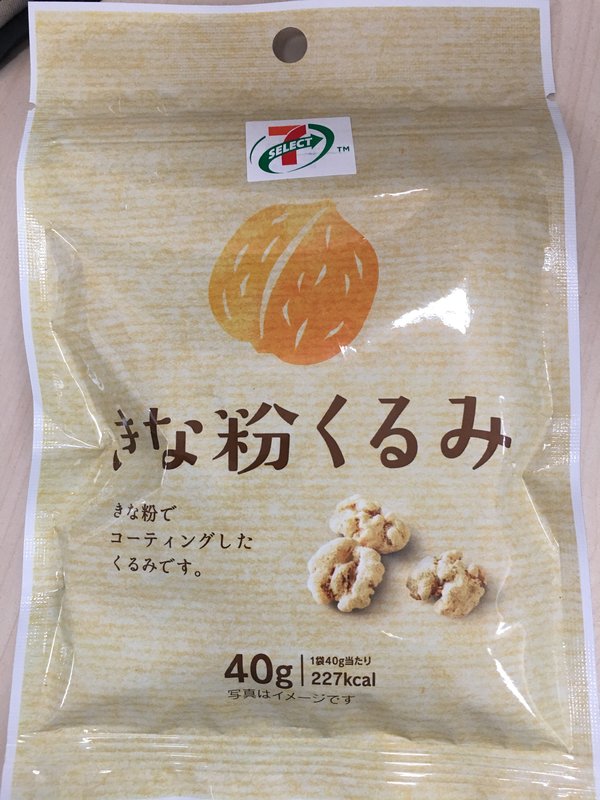 7
SELECT
TM
きな粉くるみ
きな粉で
コーティングした
くるみです。
40g
1袋40g当たり
227kcal
写真はイメージです